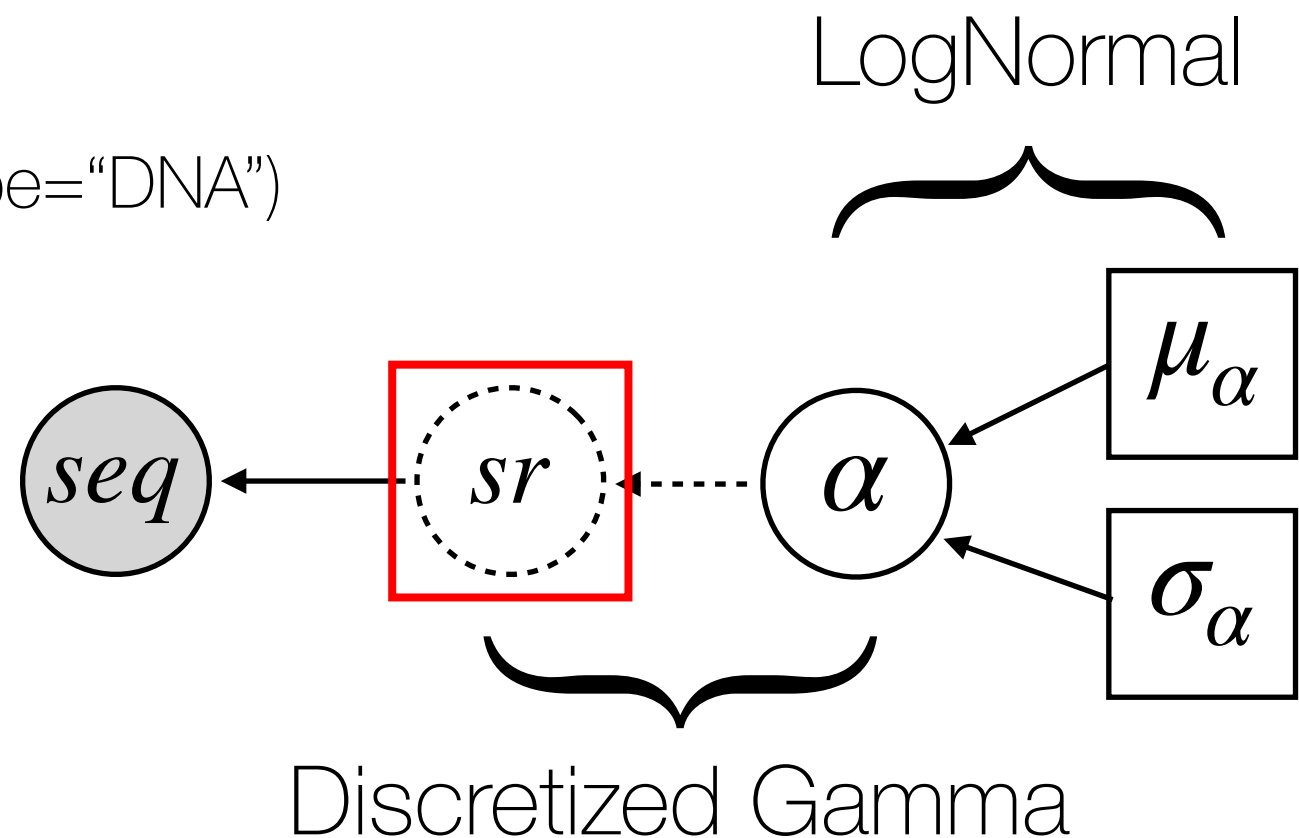 LogNormal
pe="DNA")
μα
seq sr α
σα
Discretized Gamma